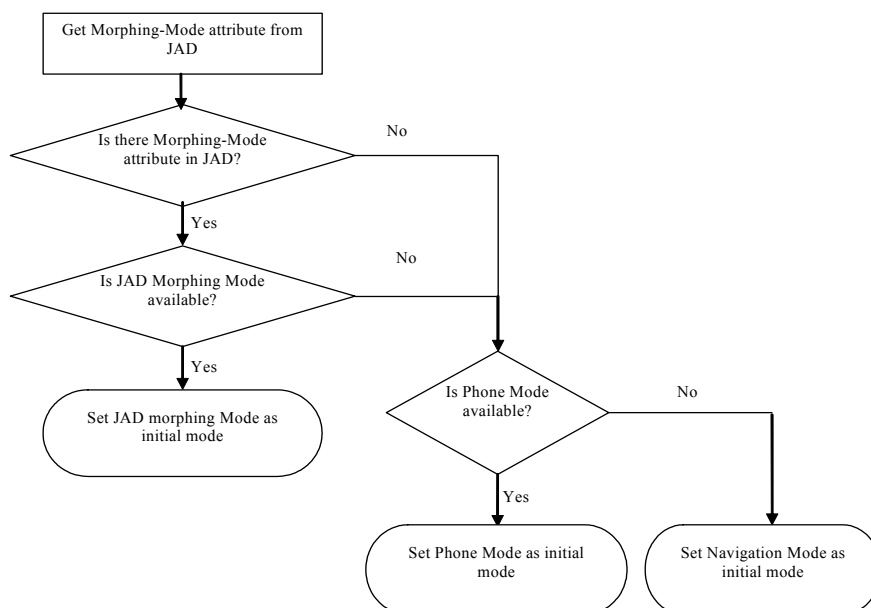 Get Morphing-Mode attribute from
JAD
Is there Morphing-Mode
attribute in JAD?
No
Yes
Is JAD Morphing Mode
available?
No
Yes
Set JAD morphing Mode as
initial mode
Is Phone Mode
available?
No
Yes
Set Phone Mode as initial
mode
Set Navigation Mode as
initial mode